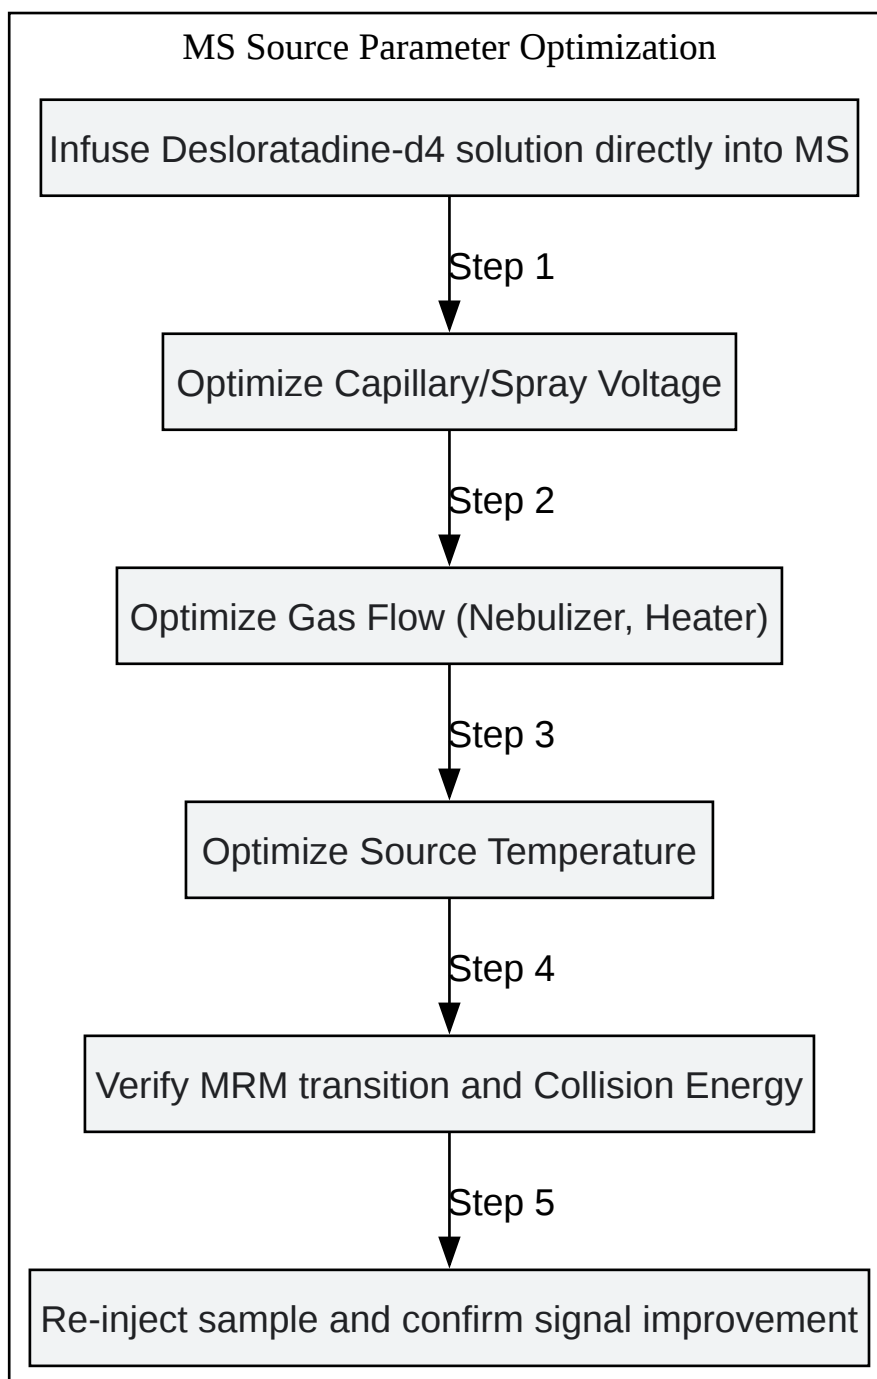 MS Source Parameter Optimization
Infuse Desloratadine-d4 solution directly into MS
Step 1
Optimize Capillary/Spray Voltage
Step 2
Optimize Gas Flow (Nebulizer, Heater)
Step 3
Optimize Source Temperature
Step 4
Verify MRM transition and Collision Energy
Step 5
Re-inject sample and confirm signal improvement